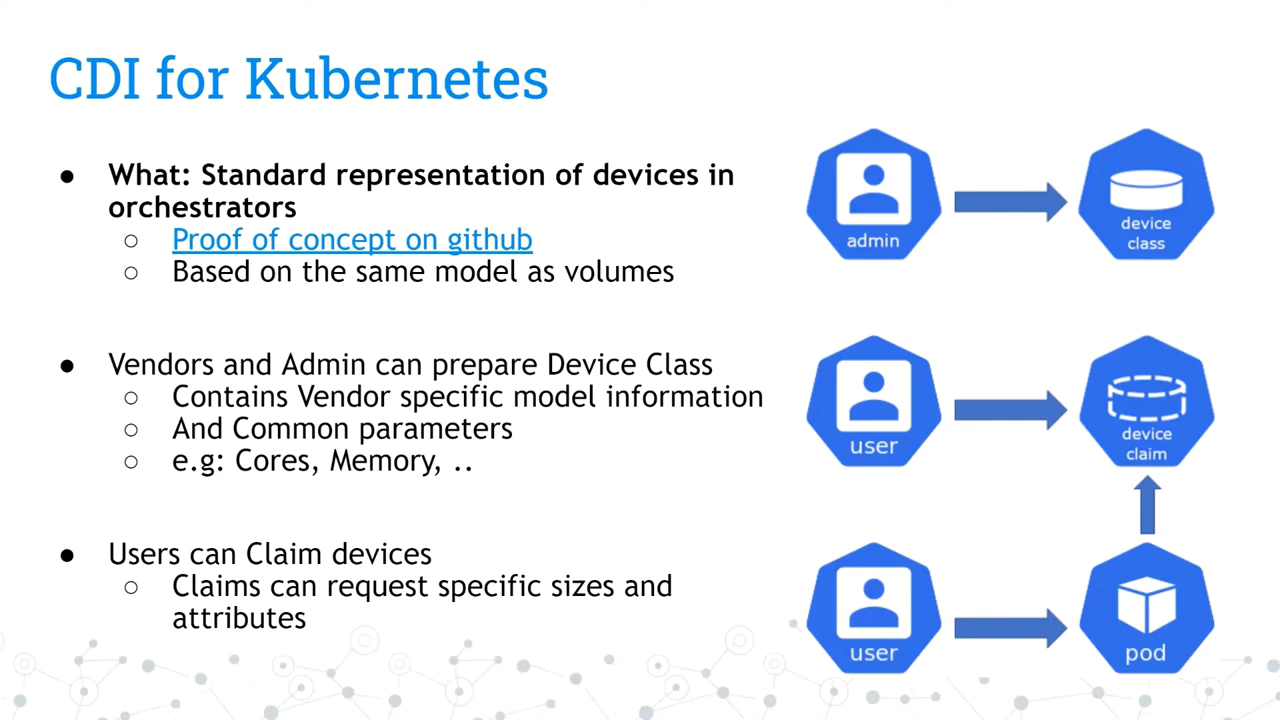 CDI for Kubernetes
● What: Standard representation of devices in
orchestrators
○ Proof of concept on github
○ Based on the same model as volumes
● Vendors and Admin can prepare Device Class
○ Contains Vendor specific model information
○ And Common parameters
○ e.g: Cores, Memory, ..
● Users can Claim devices
○ Claims can request specific sizes and
attributes
admin
device
class
user
device
claim
user
pod